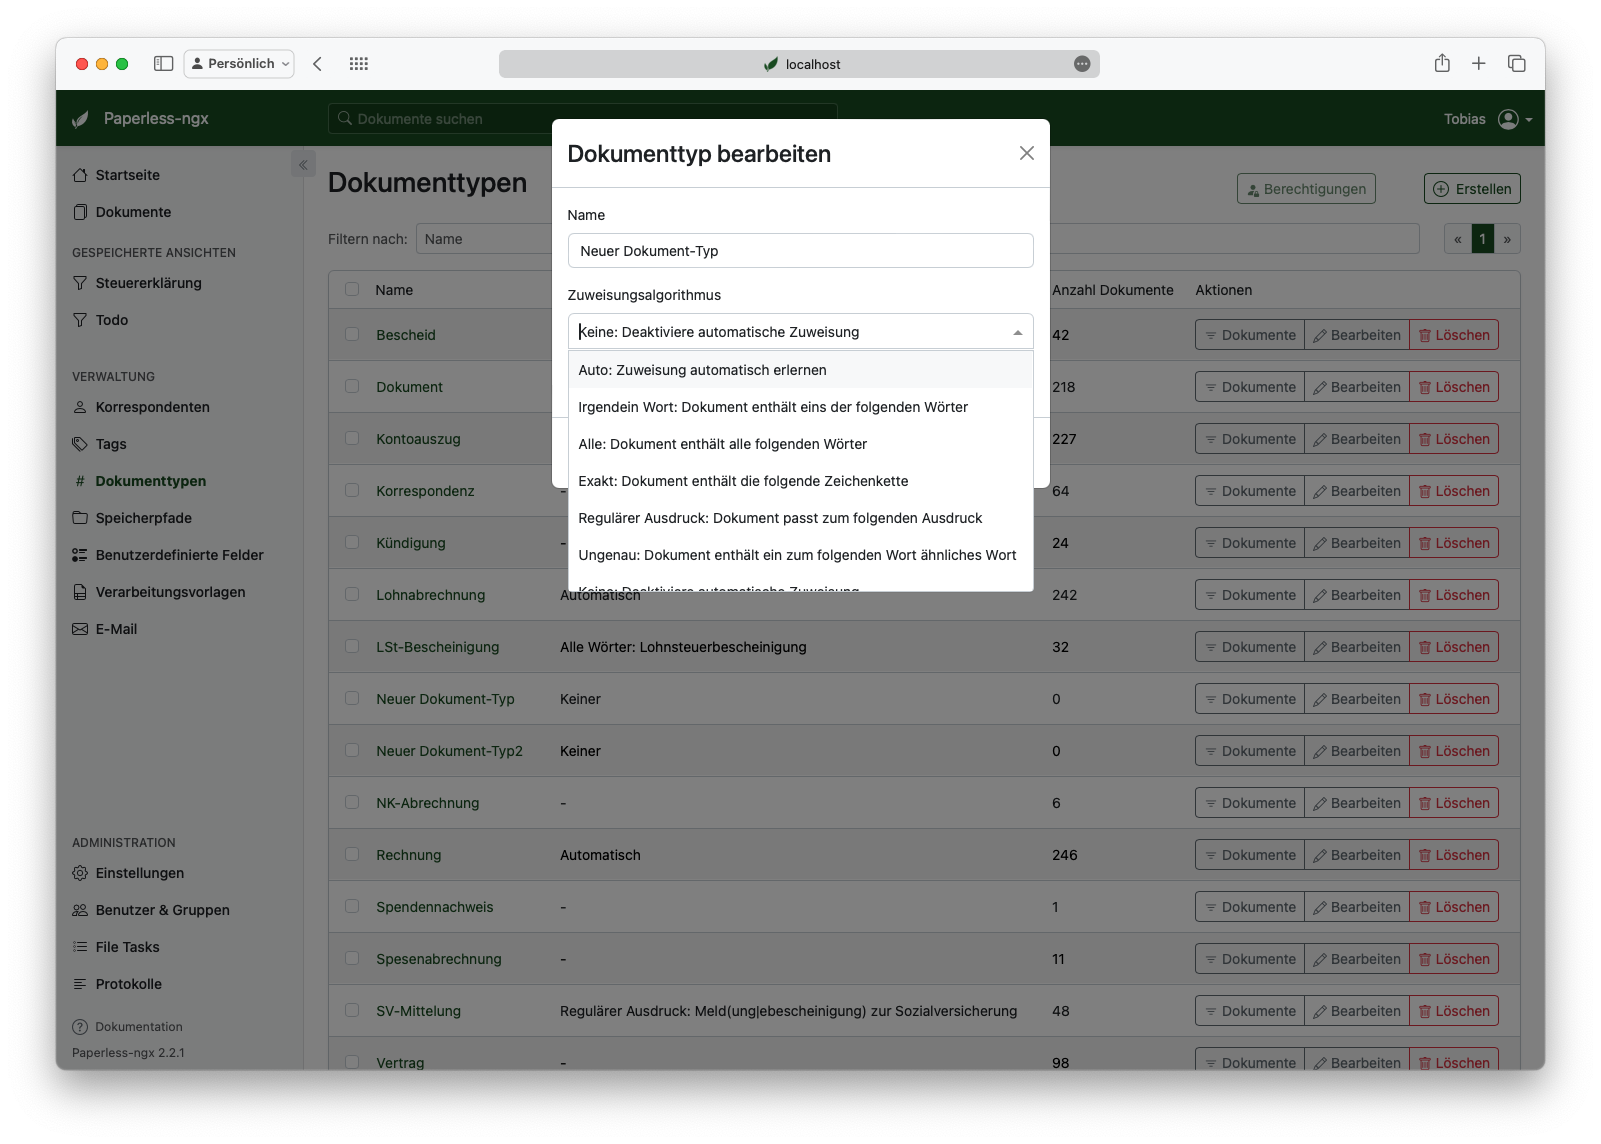 Persönlich
localhost
Paperless-ngx
Dokumente suchen
Tobias
Startseite
Dokumente
GESPEICHERTE ANSICHTEN
Steuererklärung
Todo
VERWALTUNG
Korrespondenten
Tags
# Dokumenttypen
Speicherpfade
Benutzerdefinierte Felder
Verarbeitungsvorlagen
E-Mail
ADMINISTRATION
Einstellungen
Benutzer & Gruppen
File Tasks
Protokolle
Dokumentation
Paperless-ngx 2.2.1
Dokumenttypen
Berechtigungen
Erstellen
Filtern nach: Name
« 1 »
Dokumenttyp bearbeiten
Name
Neuer Dokument-Typ
Zuweisungsalgorithmus
Keine: Deaktiviere automatische Zuweisung
Auto: Zuweisung automatisch erlernen
Irgendein Wort: Dokument enthält eins der folgenden Wörter
Alle: Dokument enthält alle folgenden Wörter
Exakt: Dokument enthält die folgende Zeichenkette
Regulärer Ausdruck: Dokument passt zum folgenden Ausdruck
Ungenau: Dokument enthält ein zum folgenden Wort ähnliches Wort
Keine: Deaktiviere automatische Zuweisung
Name Anzahl Dokumente Aktionen
Bescheid 42 Dokumente Bearbeiten Löschen
Dokument 218 Dokumente Bearbeiten Löschen
Kontoauszug 227 Dokumente Bearbeiten Löschen
Korrespondenz - 64 Dokumente Bearbeiten Löschen
Kündigung - 24 Dokumente Bearbeiten Löschen
Lohnabrechnung Automatisch 242 Dokumente Bearbeiten Löschen
LSt-Bescheinigung Alle Wörter: Lohnsteuerbescheinigung 32 Dokumente Bearbeiten Löschen
Neuer Dokument-Typ Keiner 0 Dokumente Bearbeiten Löschen
Neuer Dokument-Typ2 Keiner 0 Dokumente Bearbeiten Löschen
NK-Abrechnung - 6 Dokumente Bearbeiten Löschen
Rechnung Automatisch 246 Dokumente Bearbeiten Löschen
Spendennachweis - 1 Dokumente Bearbeiten Löschen
Spesenabrechnung - 11 Dokumente Bearbeiten Löschen
SV-Mittelung Regulärer Ausdruck: Meld(ung|ebescheinigung) zur Sozialversicherung 48 Dokumente Bearbeiten Löschen
Vertrag - 98 Dokumente Bearbeiten Löschen